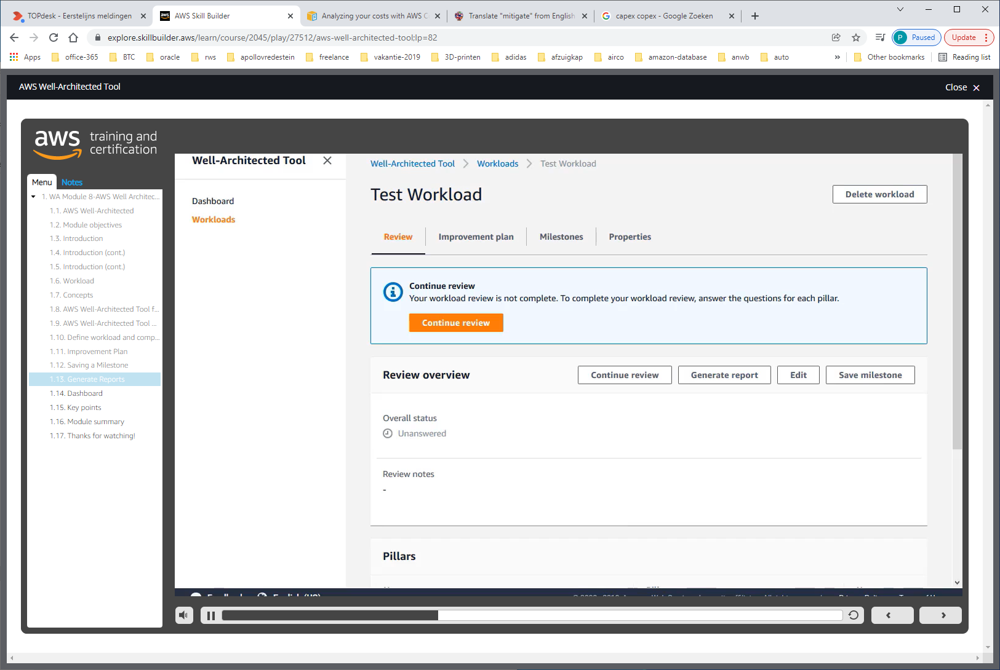 TOPdesk - Eerstelijns meldingen
AWS Skill Builder
Analyzing your costs with AWS C
Translate "mitigate" from English
capex copex - Google Zoeken
explore.skillbuilder.aws/learn/course/2045/play/27512/aws-well-architected-tool;lp=82
P Paused
Update
Apps
office-365
BTC
oracle
rws
apollovredestein
freelance
vakantie-2019
3D-printen
adidas
afzuigkap
airco
amazon-database
anwb
auto
»
Other bookmarks
Reading list
AWS Well-Architected Tool
Close
aws training and certification
Menu
Notes
1. WA Module 8-AWS Well Architec...
1.1. AWS Well-Architected
1.2. Module objectives
1.3. Introduction
1.4. Introduction (cont.)
1.5. Introduction (cont.)
1.6. Workload
1.7. Concepts
1.8. AWS Well-Architected Tool f...
1.9. AWS Well-Architected Tool ...
1.10. Define workload and comp...
1.11. Improvement Plan
1.12. Saving a Milestone
1.13. Generate Reports
1.14. Dashboard
1.15. Key points
1.16. Module summary
1.17. Thanks for watching!
Well-Architected Tool
Dashboard
Workloads
Well-Architected Tool > Workloads > Test Workload
Test Workload
Delete workload
Review
Improvement plan
Milestones
Properties
Continue review
Your workload review is not complete. To complete your workload review, answer the questions for each pillar.
Continue review
Review overview
Continue review
Generate report
Edit
Save milestone
Overall status
Unanswered
Review notes
-
Pillars